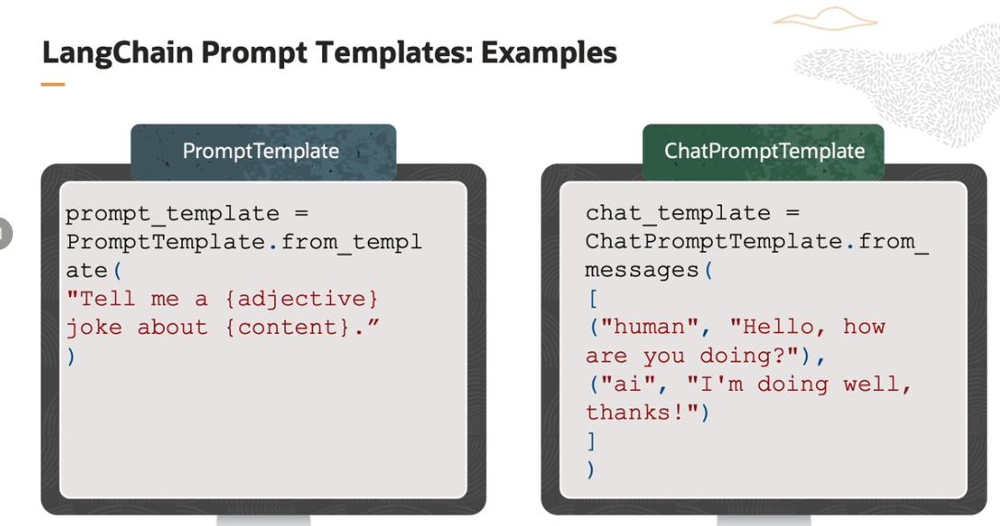 LangChain Prompt Templates: Examples
PromptTemplate
prompt_template =
PromptTemplate.from_templ
ate(
"Tell me a {adjective}
joke about {content}.”
)
ChatPromptTemplate
chat_template =
ChatPromptTemplate.from_
messages(
[
("human", "Hello, how
are you doing?"),
("ai", "I'm doing well,
thanks!")
]
)